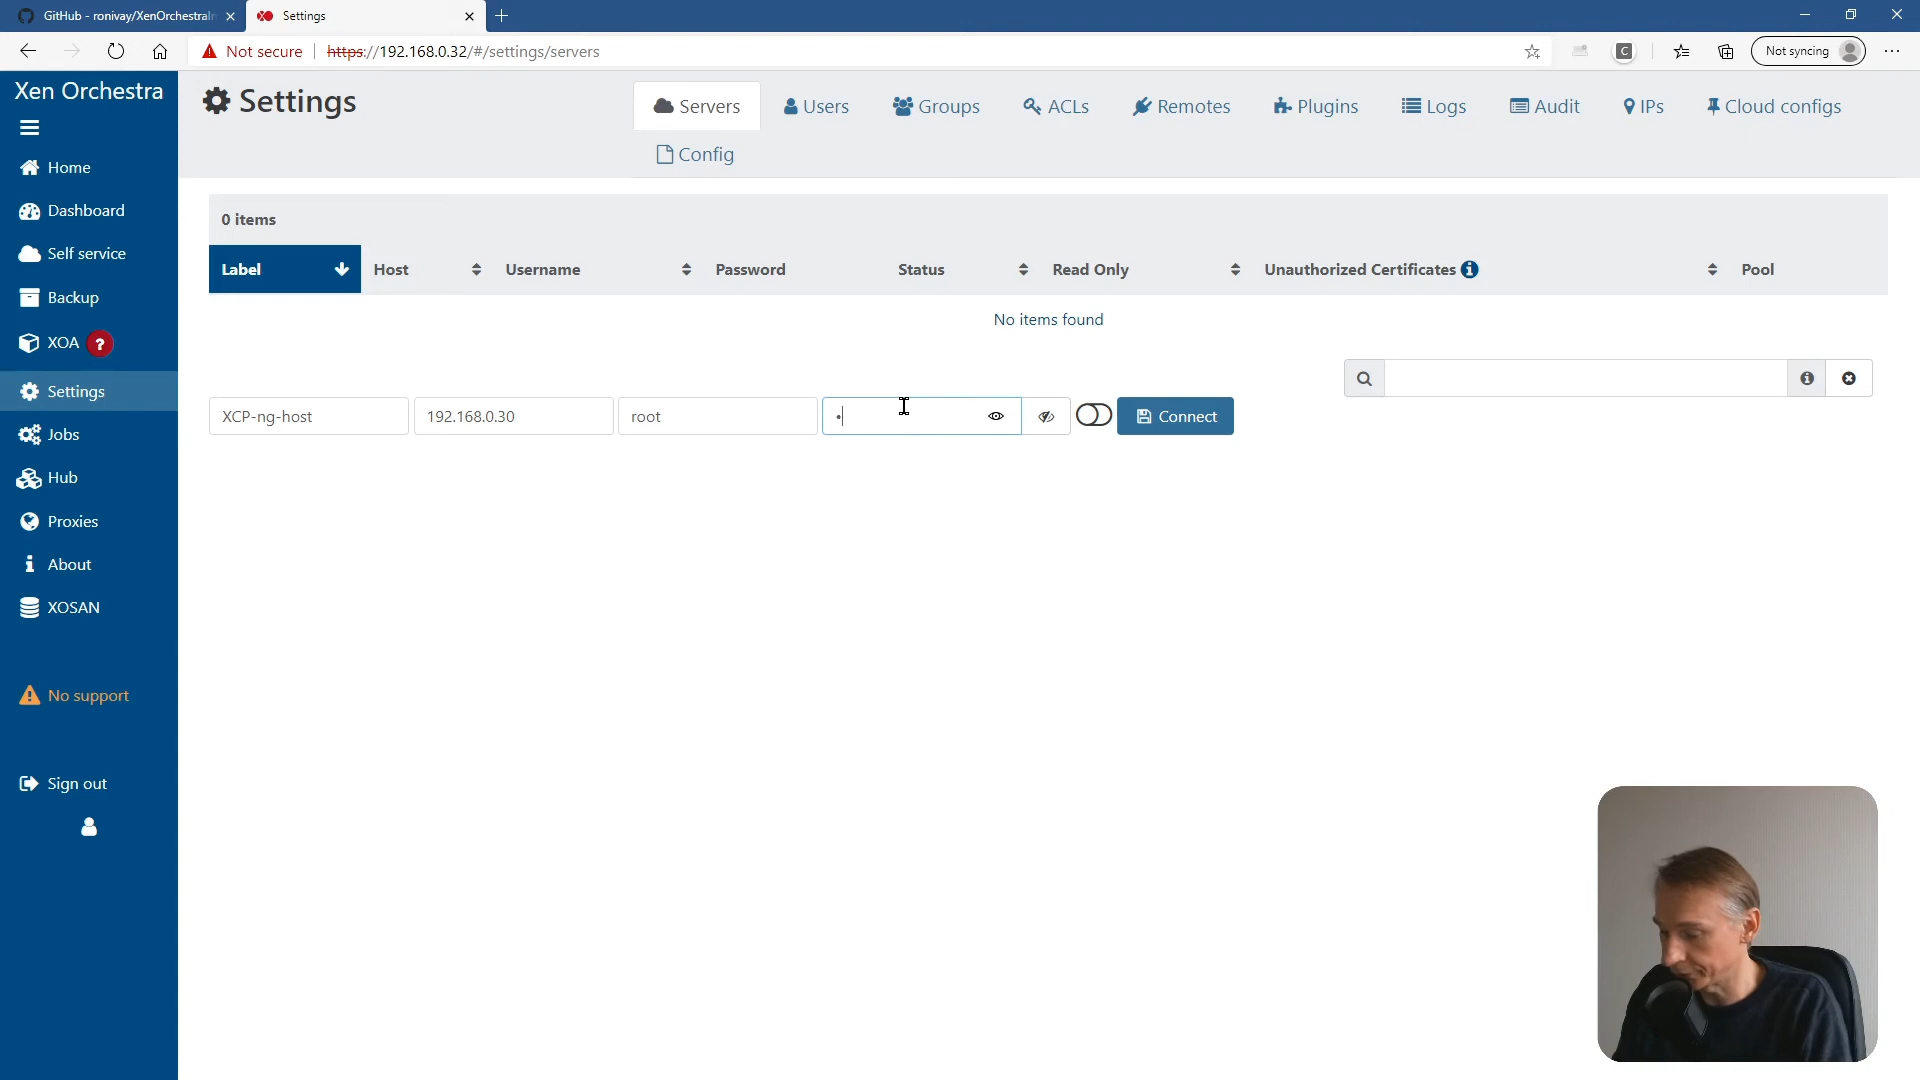 GitHub - ronivay/XenOrchestraIn
Settings
Not secure
https://192.168.0.32/#/settings/servers
Not syncing
Xen Orchestra
Home
Dashboard
Self service
Backup
XOA ?
Settings
Jobs
Hub
Proxies
About
XOSAN
No support
Sign out
Settings
Servers
Users
Groups
ACLs
Remotes
Plugins
Logs
Audit
IPs
Cloud configs
Config
0 items
Label
Host
Username
Password
Status
Read Only
Unauthorized Certificates
Pool
No items found
XCP-ng-host
192.168.0.30
root
Connect